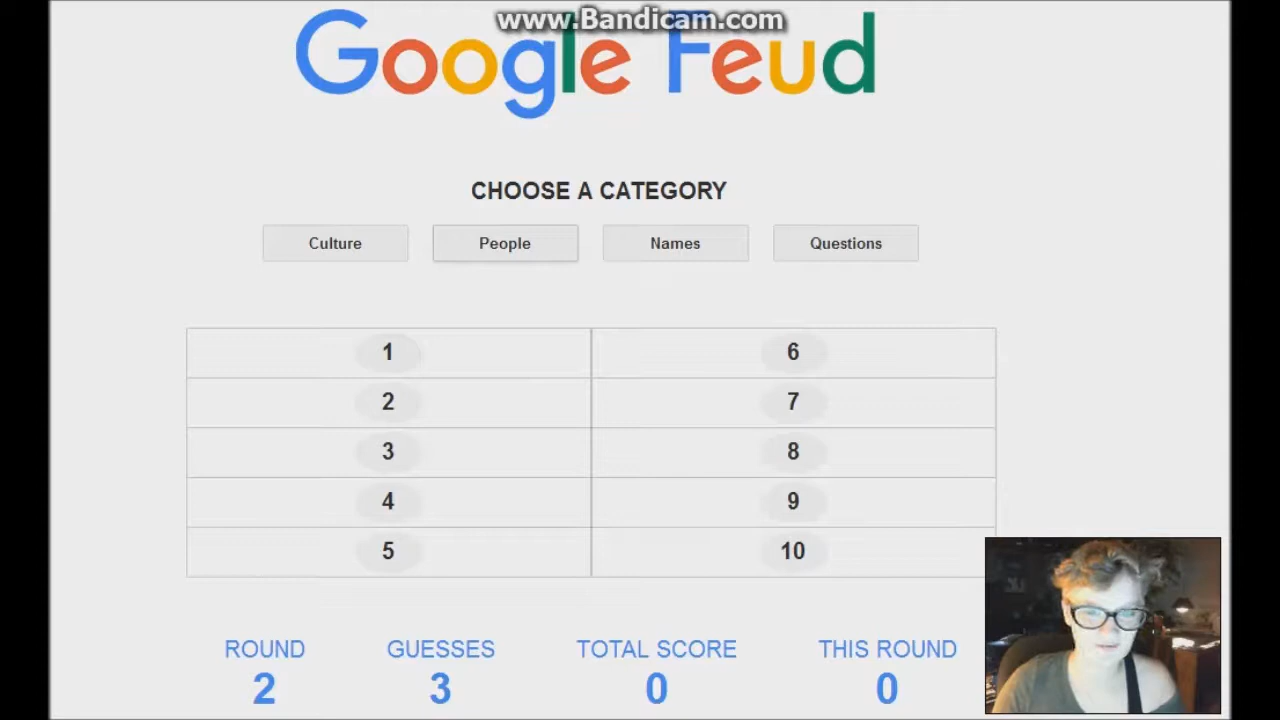 www.Bandicam.com
Google Feud
CHOOSE A CATEGORY
Culture People Names Questions
1 6
2 7
3 8
4 9
5 10
ROUND GUESSES TOTAL SCORE THIS ROUND
2 3 0 0